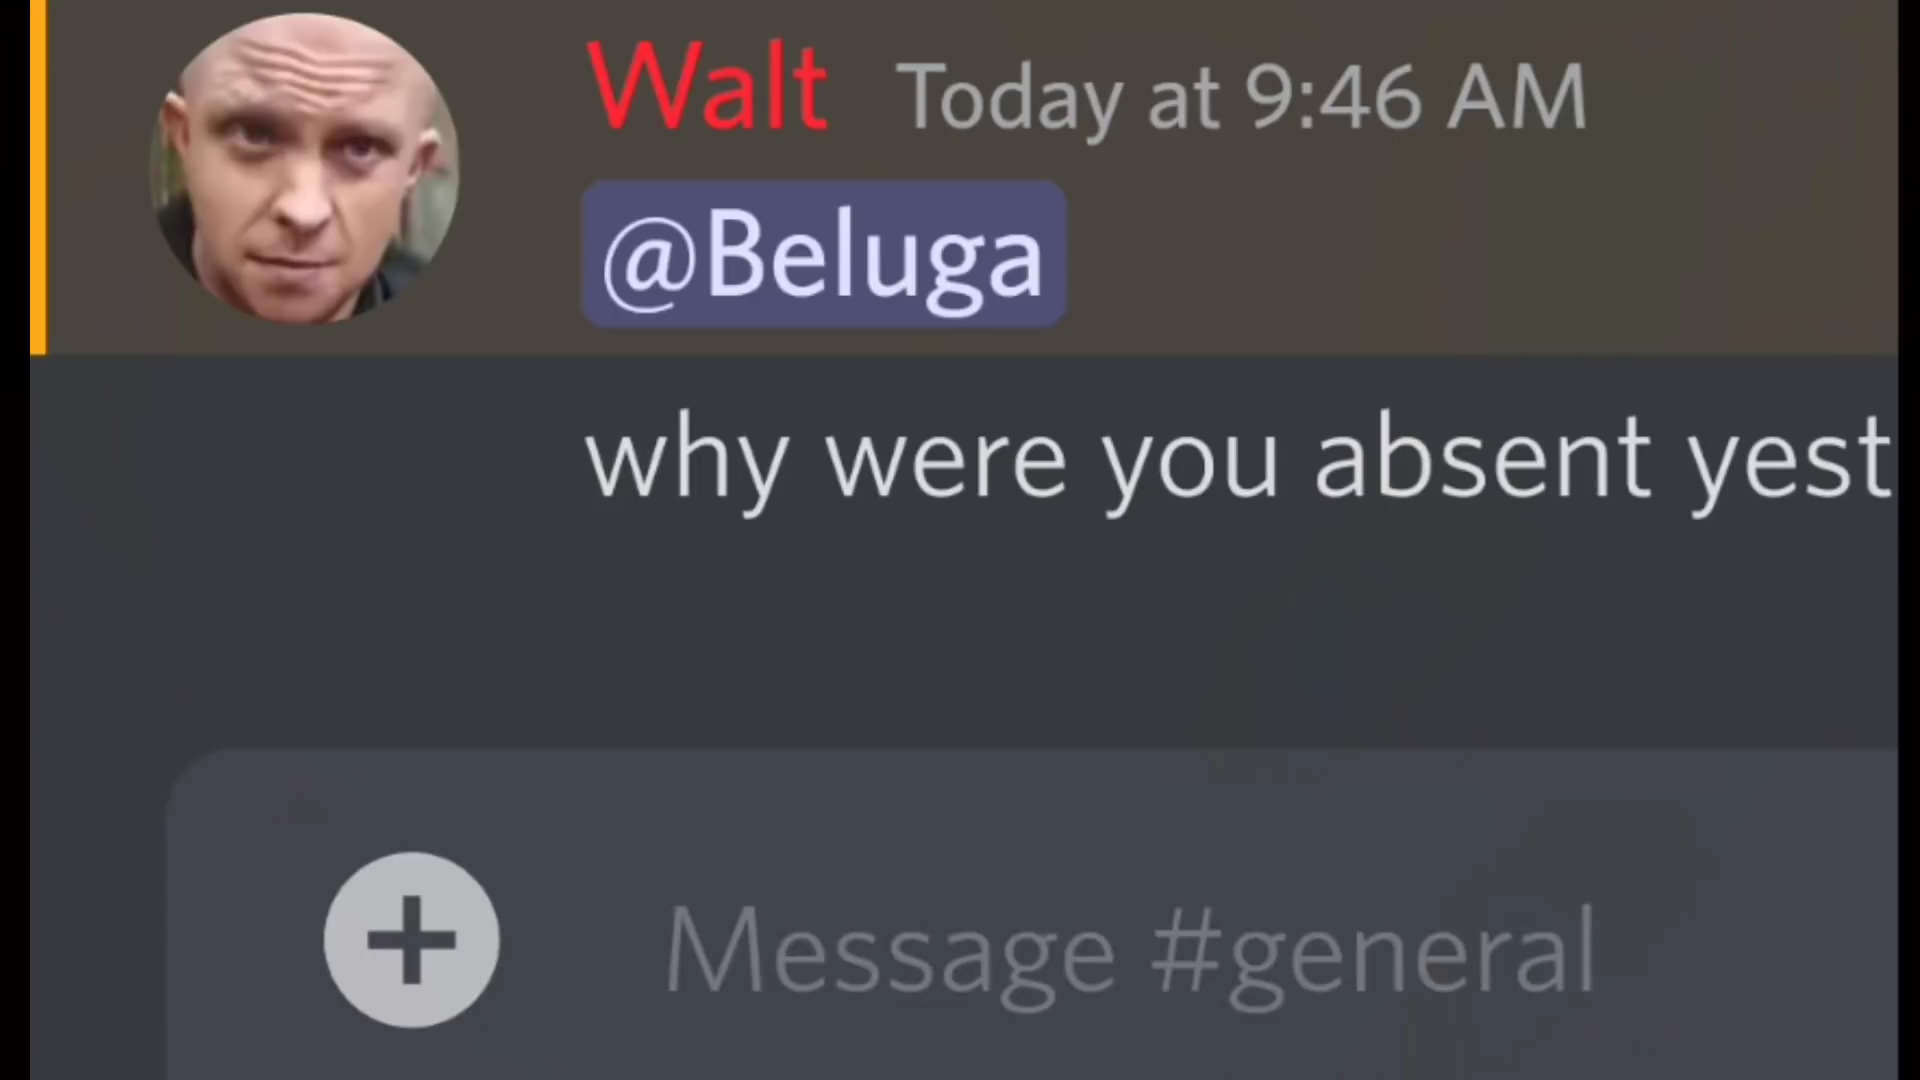 Walt Today at 9:46 AM
@Beluga
why were you absent yest
Message #general